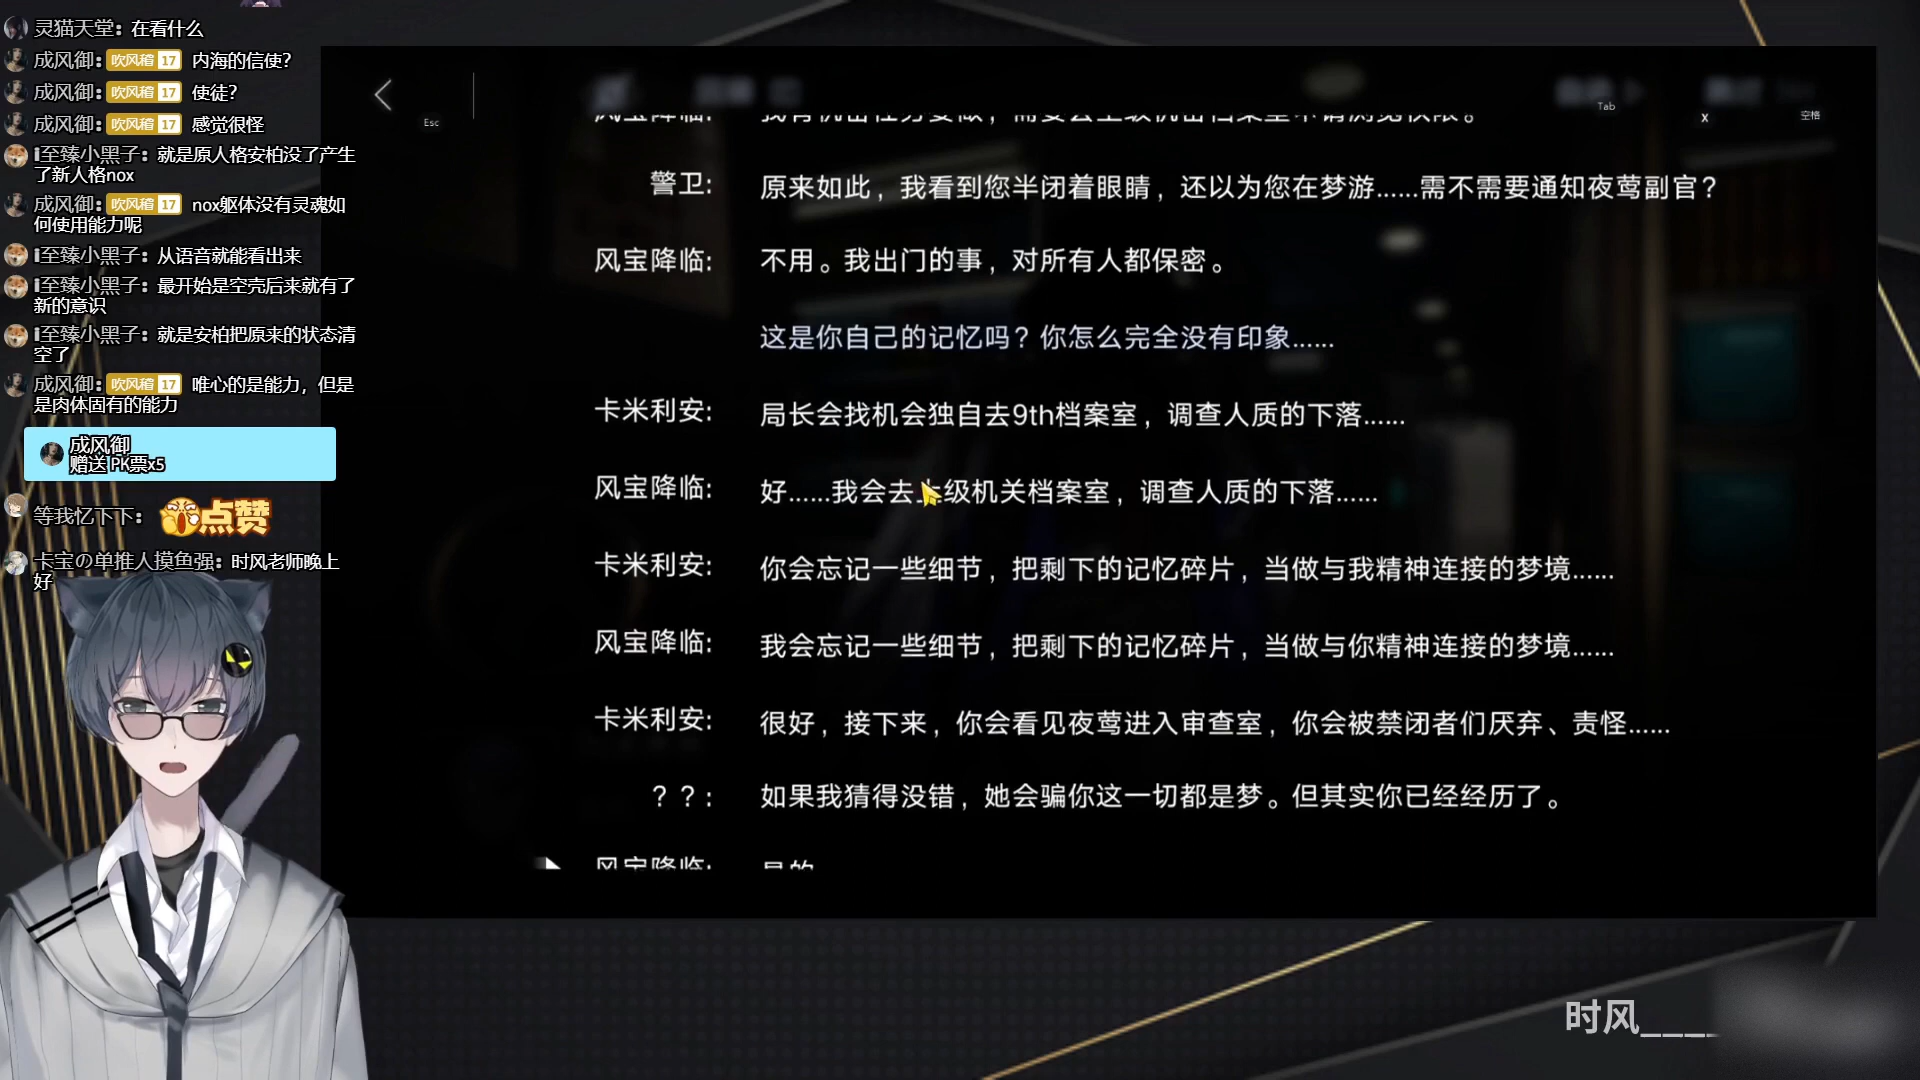 灵猫天堂：在看什么
成风御：吹风稽 17 内海的信使？
成风御：吹风稽 17 使徒？
成风御：吹风稽 17 感觉很怪
i至臻小黑子：就是原人格安柏没了产生
了新人格nox
成风御：吹风稽 17 nox躯体没有灵魂如
何使用能力呢
i至臻小黑子：从语音就能看出来
i至臻小黑子：最开始是空壳后来就有了
新的意识
i至臻小黑子：就是安柏把原来的状态清
空了
成风御：吹风稽 17 唯心的是能力，但是
是肉体固有的能力
成风御
赠送 PK票x5
等我忆下下：点赞
卡宝の单推人摸鱼强：时风老师晚上
好
Esc
Tab
x
空格
警卫: 原来如此，我看到您半闭着眼睛，还以为您在梦游……需不需要通知夜莺副官？
风宝降临: 不用。我出门的事，对所有人都保密。
这是你自己的记忆吗？你怎么完全没有印象……
卡米利安: 局长会找机会独自去9th档案室，调查人质的下落……
风宝降临: 好……我会去上级机关档案室，调查人质的下落……
卡米利安: 你会忘记一些细节，把剩下的记忆碎片，当做与我精神连接的梦境……
风宝降临: 我会忘记一些细节，把剩下的记忆碎片，当做与你精神连接的梦境……
卡米利安: 很好，接下来，你会看见夜莺进入审查室，你会被禁闭者们厌弃、责怪……
？？: 如果我猜得没错，她会骗你这一切都是梦。但其实你已经经历了。
风宝降临: 是的
时风____